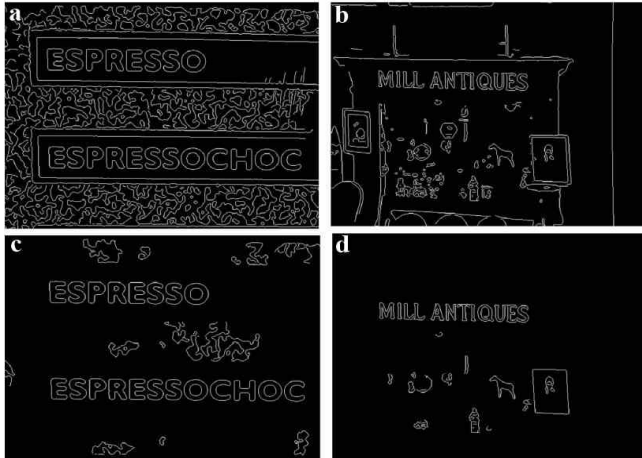 a
ESPRESSO
ESPRESSOCHOC
b
MILL ANTIQUES
c
ESPRESSO
ESPRESSOCHOC
d
MILL ANTIQUES